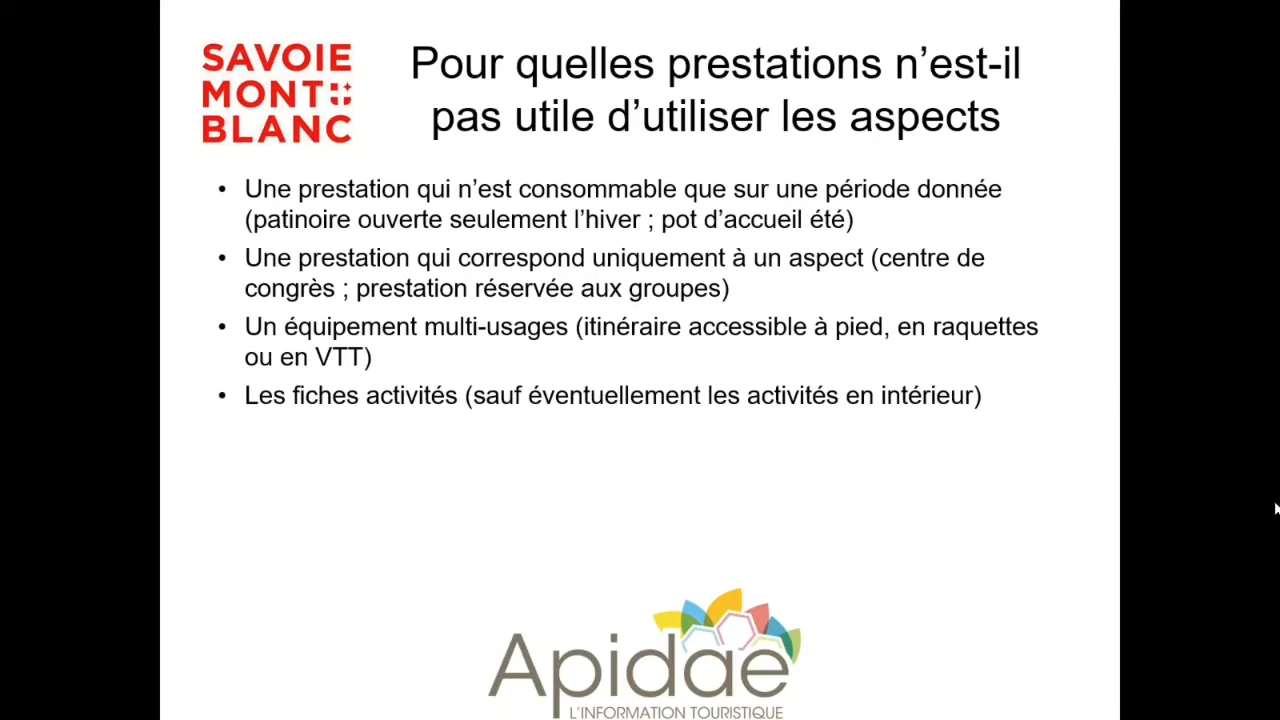 SAVOIE
MONT
BLANC
Pour quelles prestations n’est-il
pas utile d’utiliser les aspects
• Une prestation qui n’est consommable que sur une période donnée
(patinoire ouverte seulement l’hiver ; pot d’accueil été)
• Une prestation qui correspond uniquement à un aspect (centre de
congrès ; prestation réservée aux groupes)
• Un équipement multi-usages (itinéraire accessible à pied, en raquettes
ou en VTT)
• Les fiches activités (sauf éventuellement les activités en intérieur)
Apidae
L’INFORMATION TOURISTIQUE